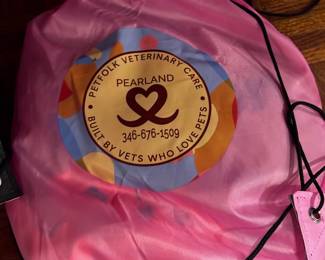 • PETFOLK VETERINARY CARE •
PEARLAND
346-676-1509
BUILT BY VETS WHO LOVE PETS